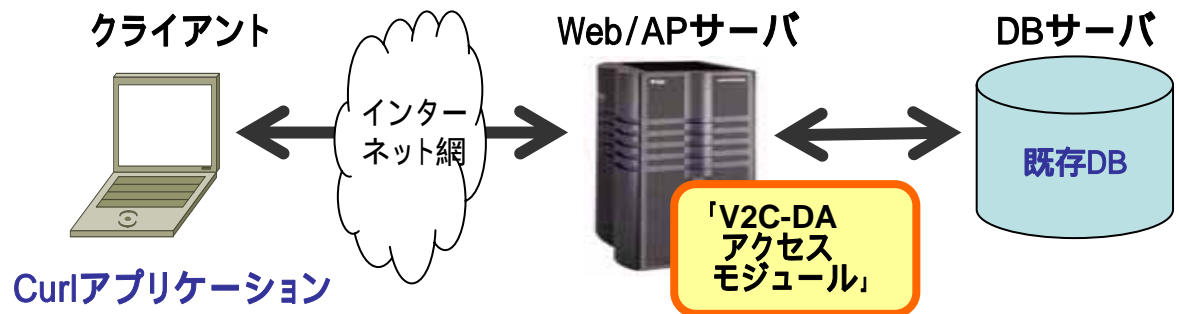 クライアント
インター
ネット網
Curlアプリケーション
Web/APサーバ
「V2C-DA
アクセス
モジュール」
DBサーバ
既存DB